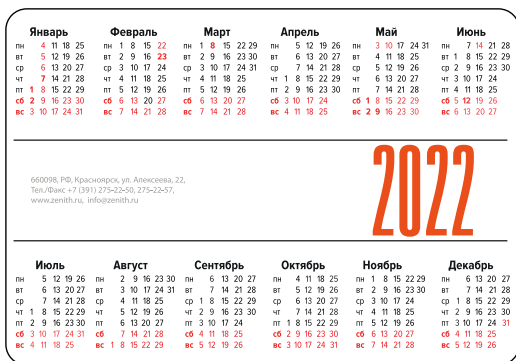 Январь Февраль Март Апрель Май Июнь
пн 4 11 18 25 пн 1 8 15 22 пн 1 8 15 22 29 пн 5 12 19 26 пн 3 10 17 24 31 пн 7 14 21 28
вт 5 12 19 26 вт 2 9 16 23 вт 2 9 16 23 30 вт 6 13 20 27 вт 4 11 18 25 вт 1 8 15 22 29
ср 6 13 20 27 ср 3 10 17 24 ср 3 10 17 24 31 ср 7 14 21 28 ср 5 12 19 26 ср 2 9 16 23 30
чт 7 14 21 28 чт 4 11 18 25 чт 4 11 18 25 чт 1 8 15 22 29 чт 6 13 20 27 чт 3 10 17 24
пт 1 8 15 22 29 пт 5 12 19 26 пт 5 12 19 26 пт 2 9 16 23 30 пт 7 14 21 28 пт 4 11 18 25
сб 2 9 16 23 30 сб 6 13 20 27 сб 6 13 20 27 сб 3 10 17 24 сб 1 8 15 22 29 сб 5 12 19 26
вс 3 10 17 24 31 вс 7 14 21 28 вс 7 14 21 28 вс 4 11 18 25 вс 2 9 16 23 30 вс 6 13 20 27
2022
660098, РФ, Красноярск, ул. Алексеева, 22,
Тел./Факс +7 (391) 275-22-50, 275-22-57,
www.zenith.ru, info@zenith.ru
Июль Август Сентябрь Октябрь Ноябрь Декабрь
пн 5 12 19 26 пн 2 9 16 23 30 пн 6 13 20 27 пн 4 11 18 25 пн 1 8 15 22 29 пн 6 13 20 27
вт 6 13 20 27 вт 3 10 17 24 31 вт 7 14 21 28 вт 5 12 19 26 вт 2 9 16 23 30 вт 7 14 21 28
ср 7 14 21 28 ср 4 11 18 25 ср 1 8 15 22 29 ср 6 13 20 27 ср 3 10 17 24 ср 1 8 15 22 29
чт 1 8 15 22 29 чт 5 12 19 26 чт 2 9 16 23 30 чт 7 14 21 28 чт 4 11 18 25 чт 2 9 16 23 30
пт 2 9 16 23 30 пт 6 13 20 27 пт 3 10 17 24 пт 1 8 15 22 29 пт 5 12 19 26 пт 3 10 17 24 31
сб 3 10 17 24 31 сб 7 14 21 28 сб 4 11 18 25 сб 2 9 16 23 30 сб 6 13 20 27 сб 4 11 18 25
вс 4 11 18 25 вс 1 8 15 22 29 вс 5 12 19 26 вс 3 10 17 24 31 вс 7 14 21 28 вс 5 12 19 26